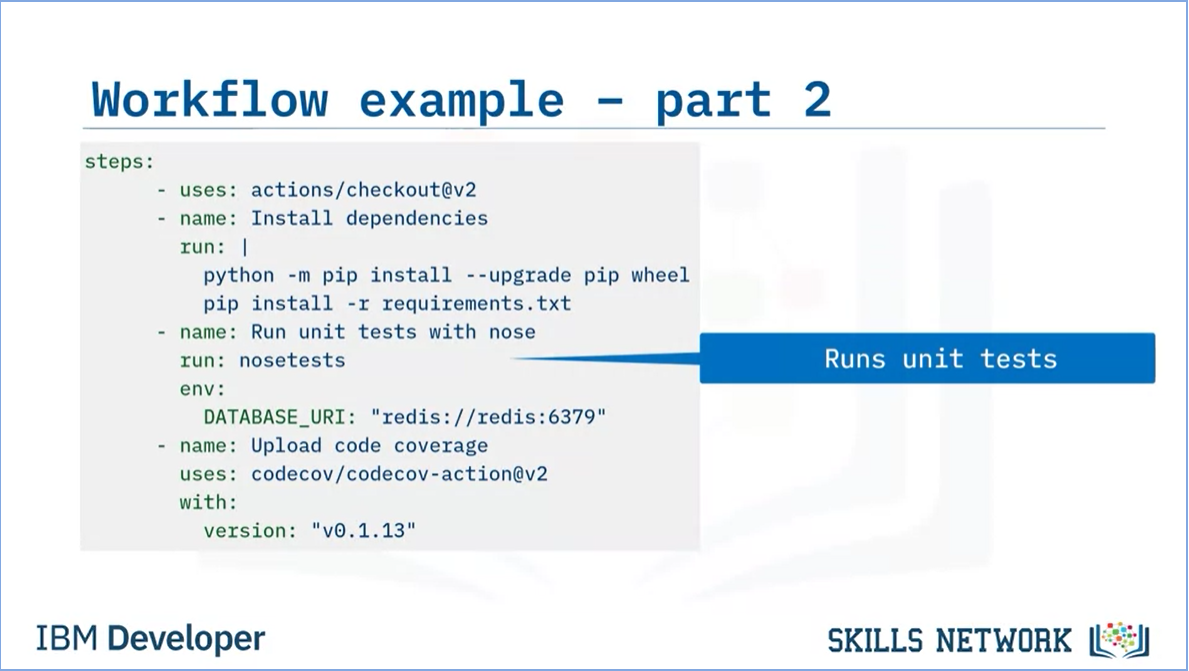 Workflow example – part 2
steps:
- uses: actions/checkout@v2
- name: Install dependencies
run: |
python -m pip install --upgrade pip wheel
pip install -r requirements.txt
- name: Run unit tests with nose
run: nosetests
env:
DATABASE_URI: "redis://redis:6379"
- name: Upload code coverage
uses: codecov/codecov-action@v2
with:
version: "v0.1.13"
Runs unit tests
IBM Developer
SKILLS NETWORK